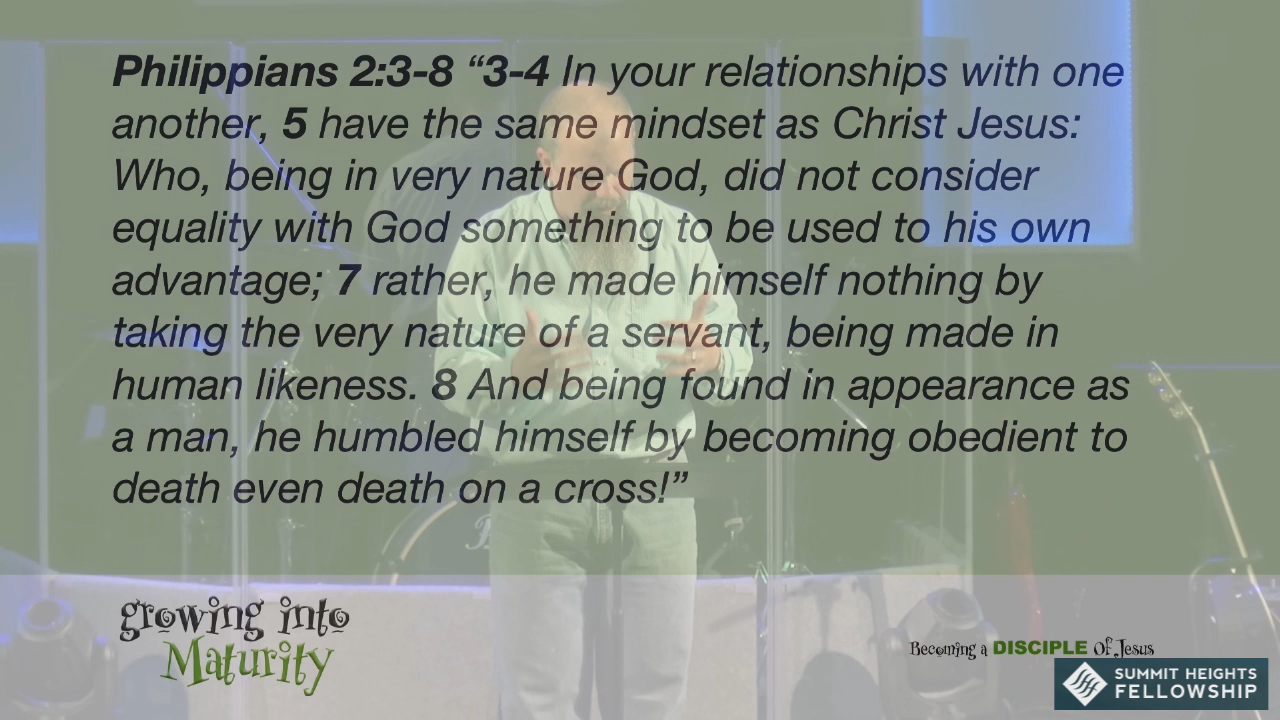 Philippians 2:3-8 “3-4 In your relationships with one
another, 5 have the same mindset as Christ Jesus:
Who, being in very nature God, did not consider
equality with God something to be used to his own
advantage; 7 rather, he made himself nothing by
taking the very nature of a servant, being made in
human likeness. 8 And being found in appearance as
a man, he humbled himself by becoming obedient to
death even death on a cross!”
growing into
Maturity
Becoming a DISCIPLE Of Jesus
SUMMIT HEIGHTS
FELLOWSHIP